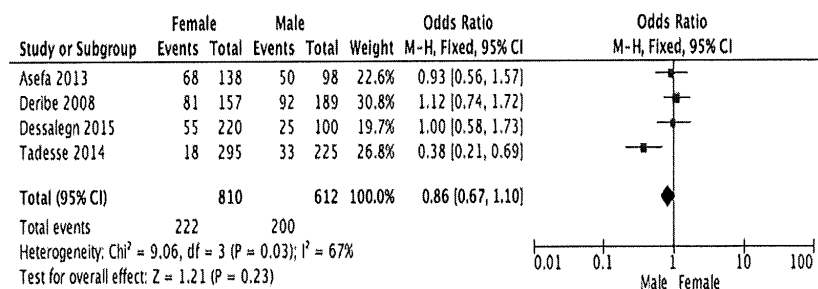 Female Male Odds Ratio Odds Ratio
Study or Subgroup Events Total Events Total Weight M-H, Fixed, 95% CI M-H, Fixed, 95% CI
Asefa 2013 68 138 50 98 22.6% 0.93 [0.56, 1.57]
Deribe 2008 81 157 92 189 30.8% 1.12 [0.74, 1.72]
Dessalegn 2015 55 220 25 100 19.7% 1.00 [0.58, 1.73]
Tadesse 2014 18 295 33 225 26.8% 0.38 [0.21, 0.69]
Total (95% CI) 810 612 100.0% 0.86 [0.67, 1.10]
Total events 222 200
Heterogeneity: Chi² = 9.06, df = 3 (P = 0.03); I² = 67%
Test for overall effect: Z = 1.21 (P = 0.23)
0.01 0.1 1 10 100
Male Female